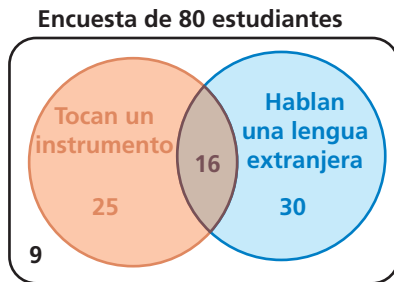 Encuesta de 80 estudiantes
Tocan un
instrumento
25
16
Hablan
una lengua
extranjera
30
9